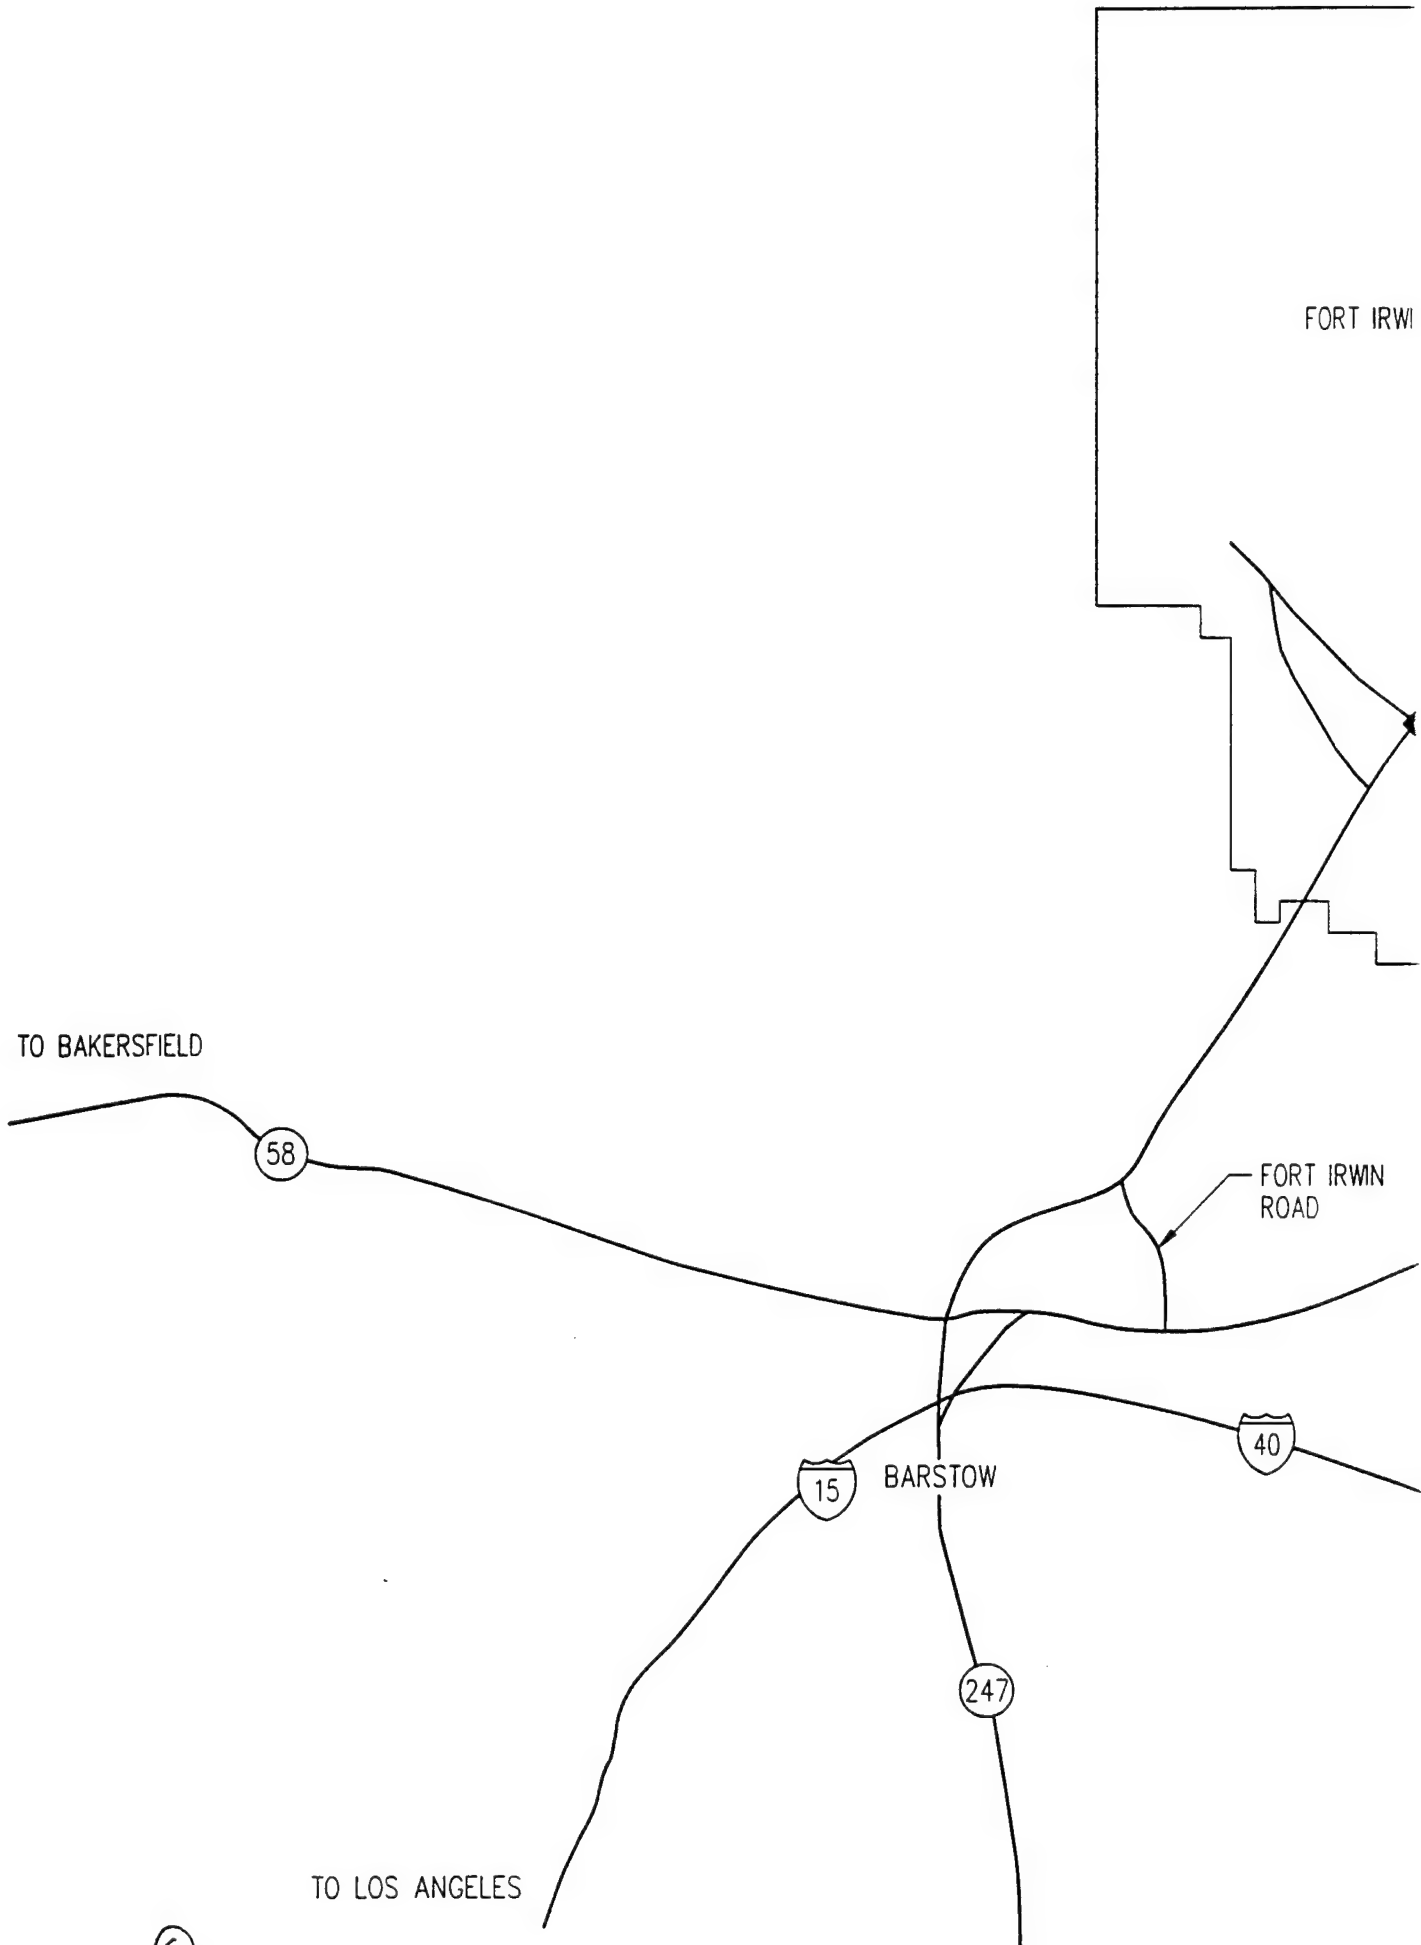 FORT IRWI
TO BAKERSFIELD
58
FORT IRWIN
ROAD
40
15
BARSTOW
247
TO LOS ANGELES